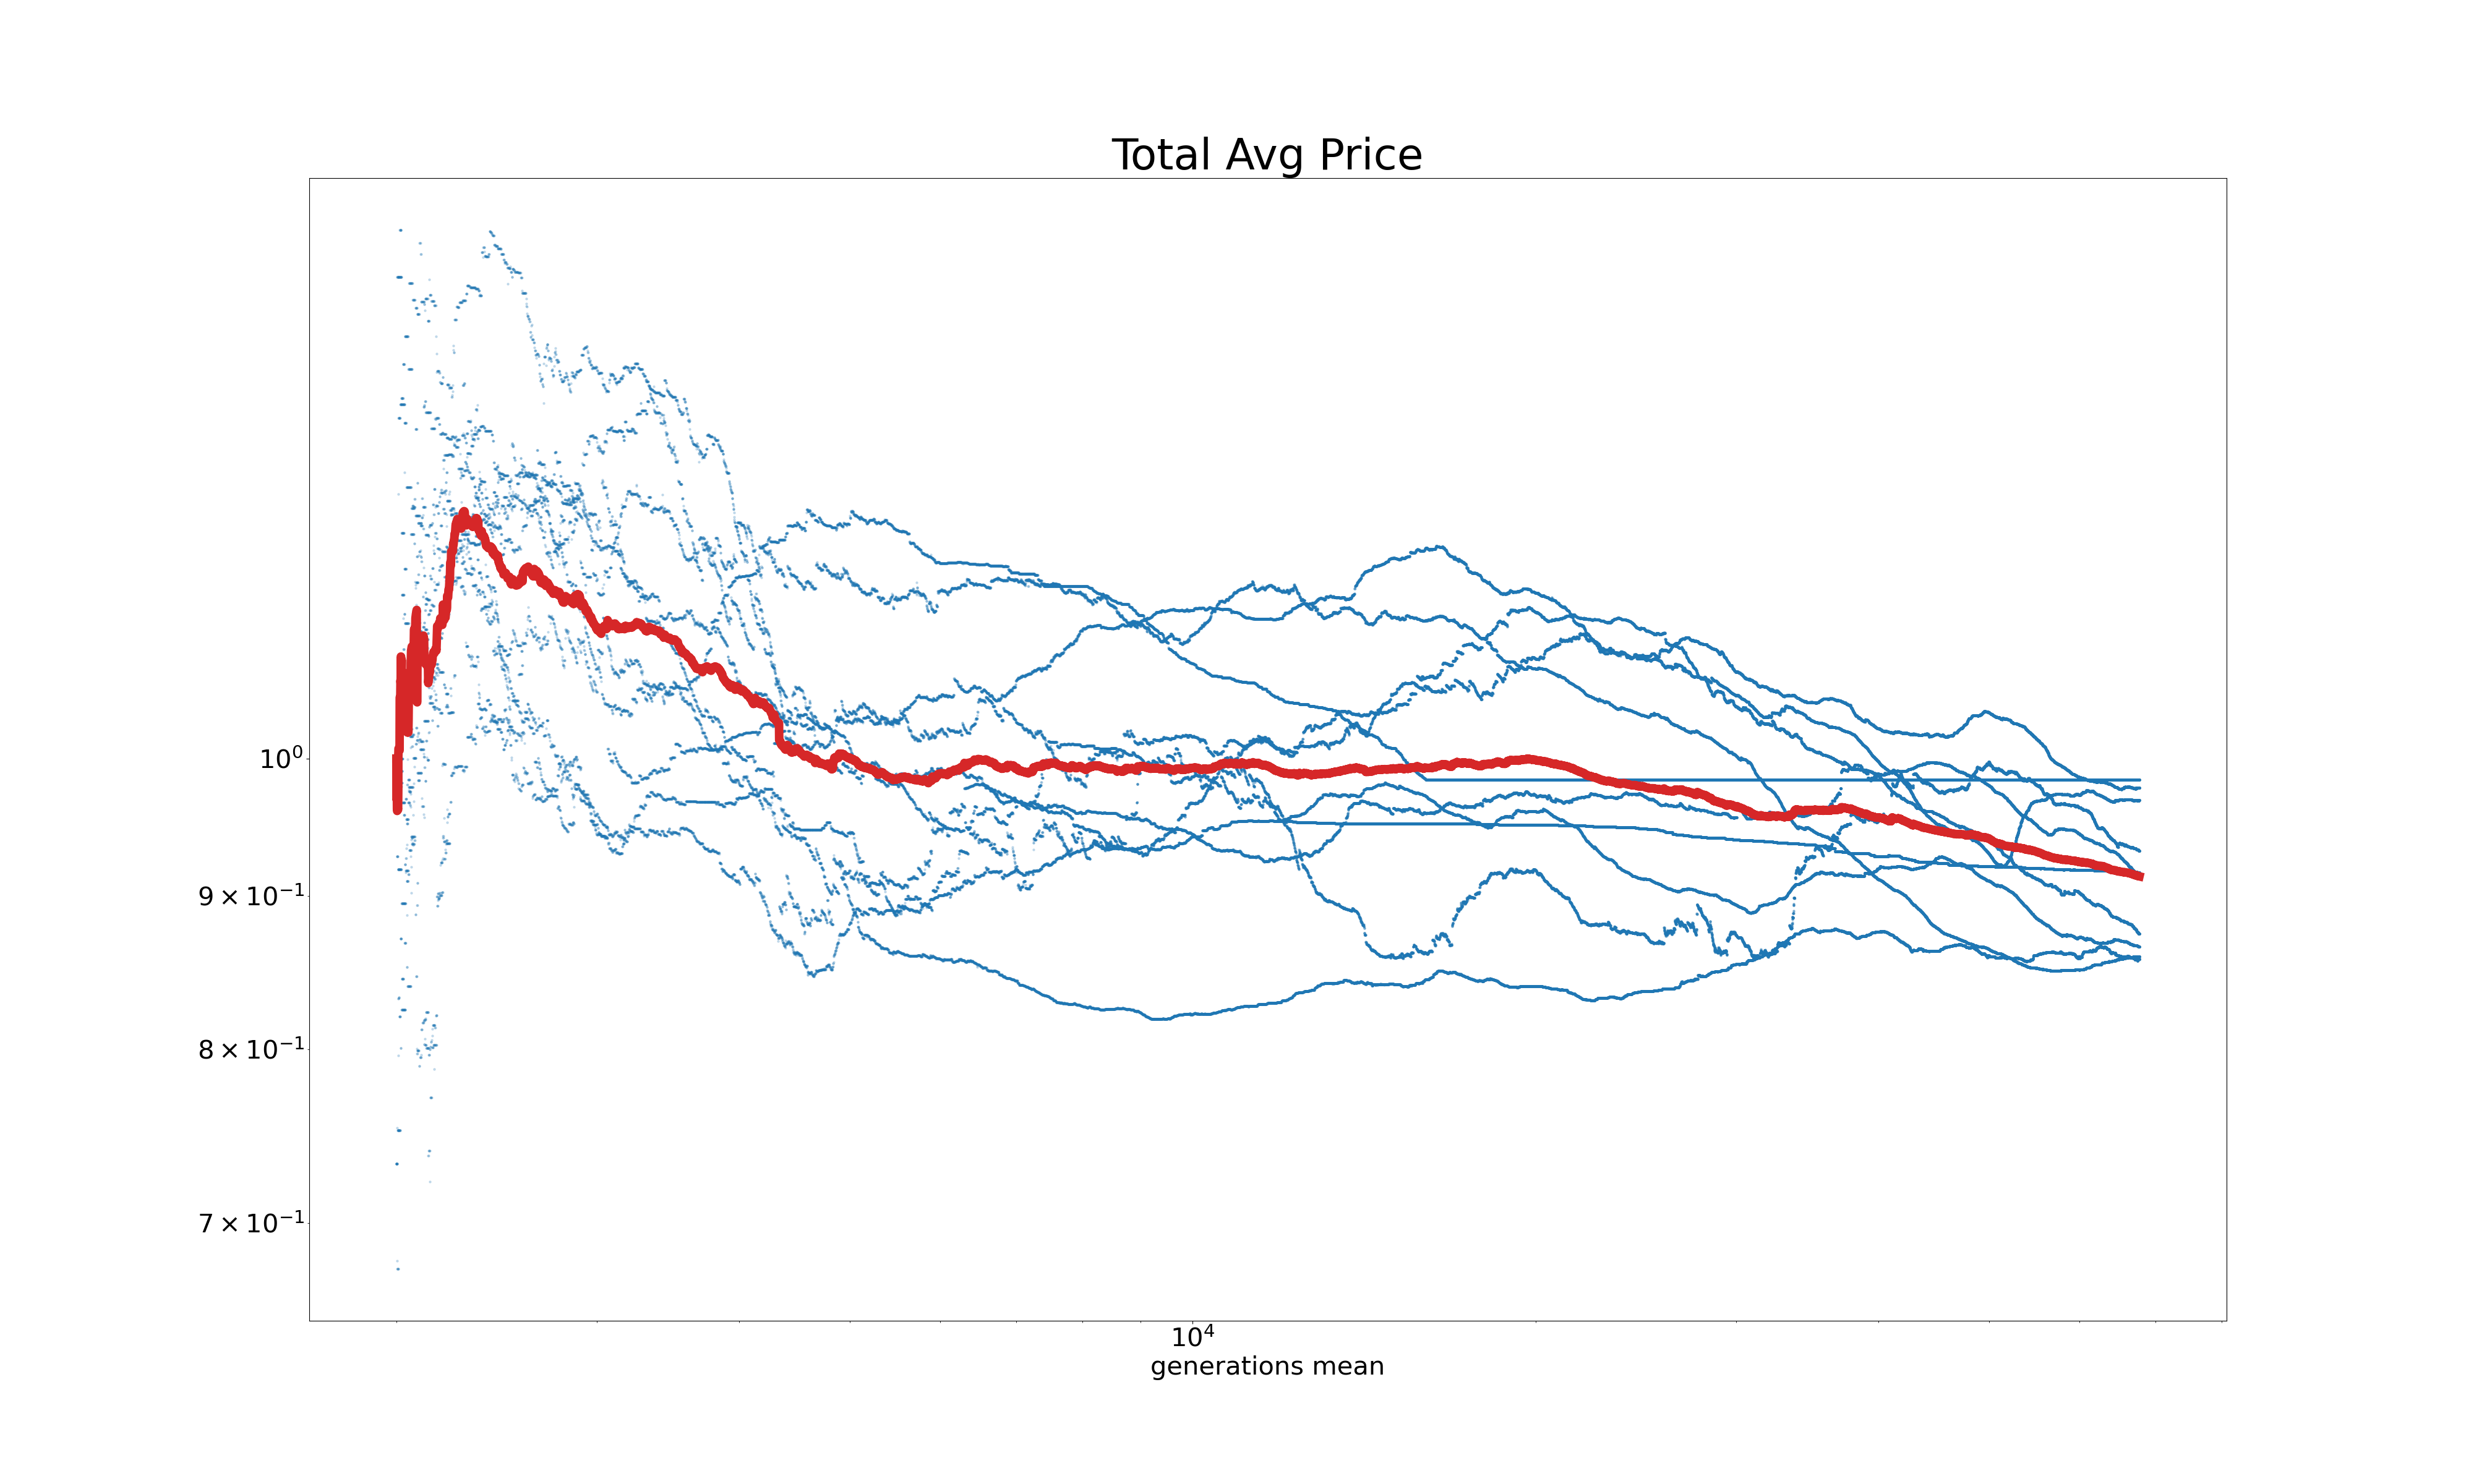 Total Avg Price
10⁰
9 × 10⁻¹
8 × 10⁻¹
7 × 10⁻¹
10⁴
generations mean